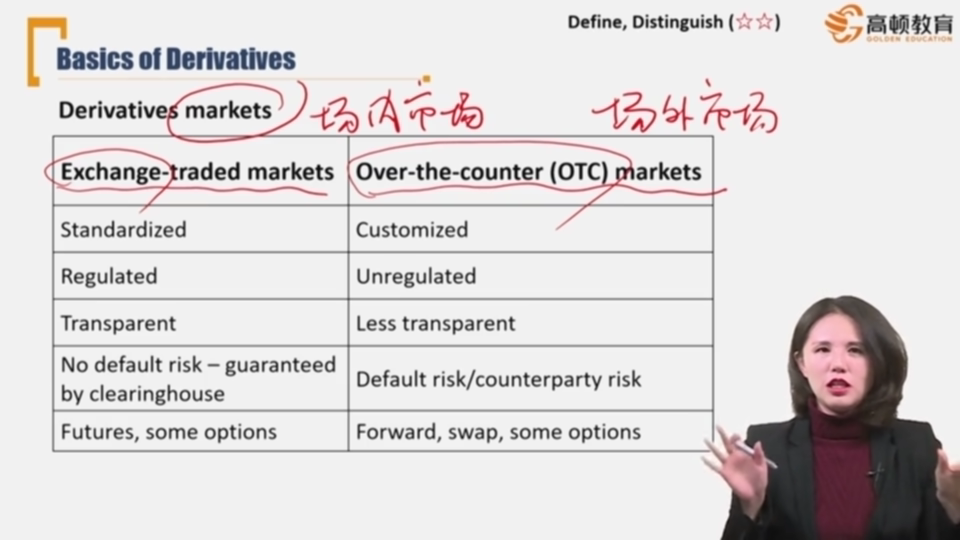 Define, Distinguish (☆☆)
高顿教育
GOLDEN EDUCATION
Basics of Derivatives
Derivatives markets
场内市场
场外市场
Exchange-traded markets
Over-the-counter (OTC) markets
Standardized
Customized
Regulated
Unregulated
Transparent
Less transparent
No default risk – guaranteed
by clearinghouse
Default risk/counterparty risk
Futures, some options
Forward, swap, some options